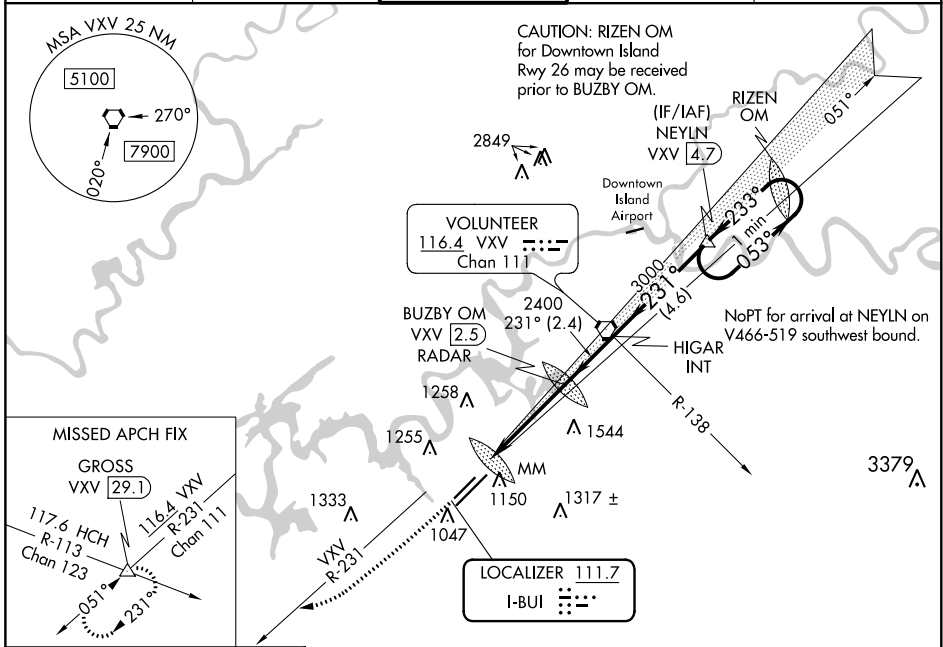 MSA VXV 25 NM
5100
270°
7900
020°
CAUTION: RIZEN OM
for Downtown Island
Rwy 26 may be received
prior to BUZBY OM.
(IF/IAF)
NEYLN
VXV 4.7
RIZEN
OM
051°
2849
Downtown
Island
Airport
233°
1 min
053°
VOLUNTEER
116.4 VXV
Chan 111
3000
231°
(4.6)
2400
231° (2.4)
BUZBY OM
VXV 2.5
RADAR
NoPT for arrival at NEYLN on
V466-519 southwest bound.
HIGAR
INT
R-138
1258
1255
1544
MM
3379
1150
1317 ±
1333
1047
VXV
R-231
LOCALIZER 111.7
I-BUI
MISSED APCH FIX
GROSS
VXV 29.1
117.6 HCH
R-113
Chan 123
116.4 VXV
R-231
Chan 111
051°
231°